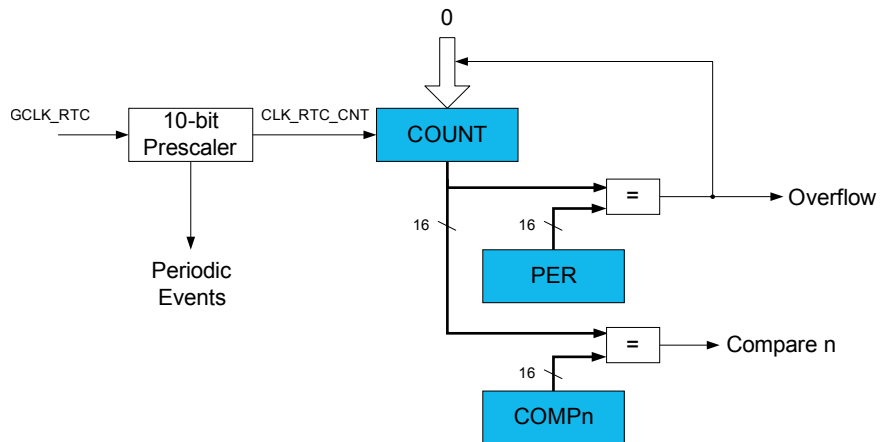 0
GCLK_RTC
10-bit
Prescaler
CLK_RTC_CNT
COUNT
=
Overflow
16
16
PER
Periodic
Events
=
Compare n
16
COMPn